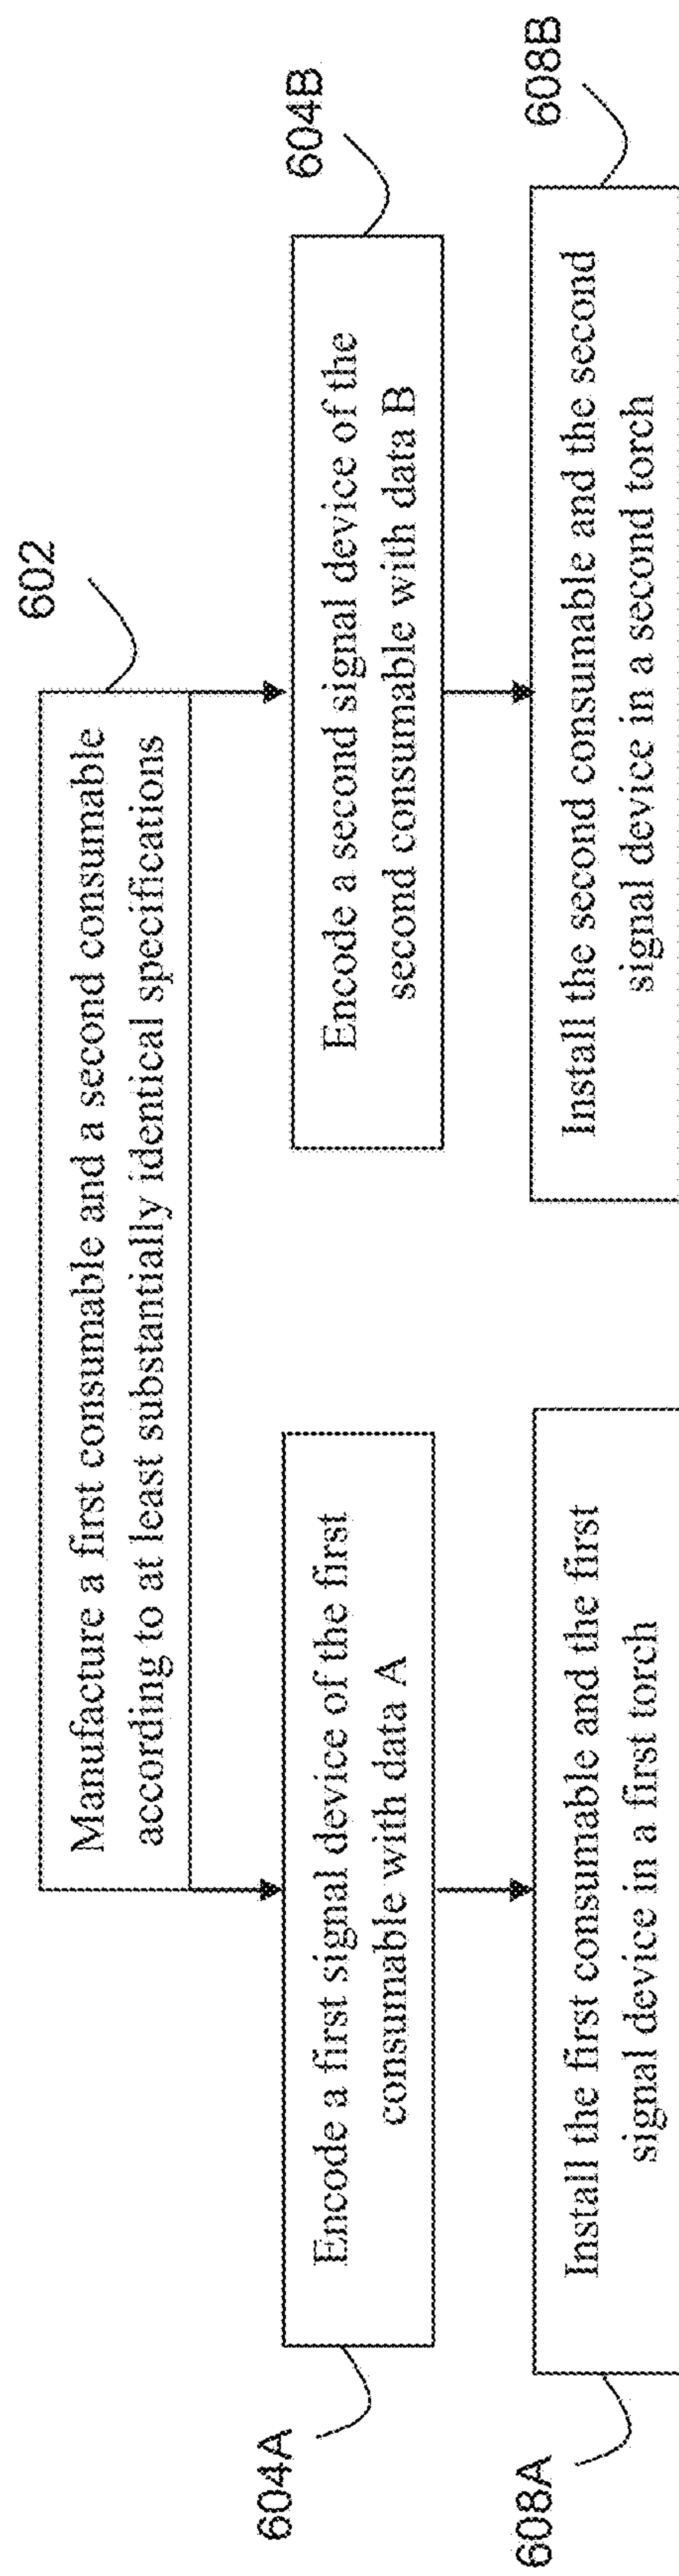 602
Manufacture a first consumable and a second consumable
according to at least substantially identical specifications
604A
Encode a first signal device of the first
consumable with data A
604B
Encode a second signal device of the
second consumable with data B
608A
Install the first consumable and the first
signal device in a first torch
608B
Install the second consumable and the second
signal device in a second torch